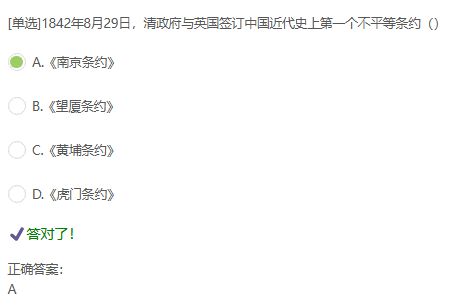 [单选]1842年8月29日，清政府与英国签订中国近代史上第一个不平等条约（）
A.《南京条约》
B.《望厦条约》
C.《黄埔条约》
D.《虎门条约》
答对了！
正确答案：
A